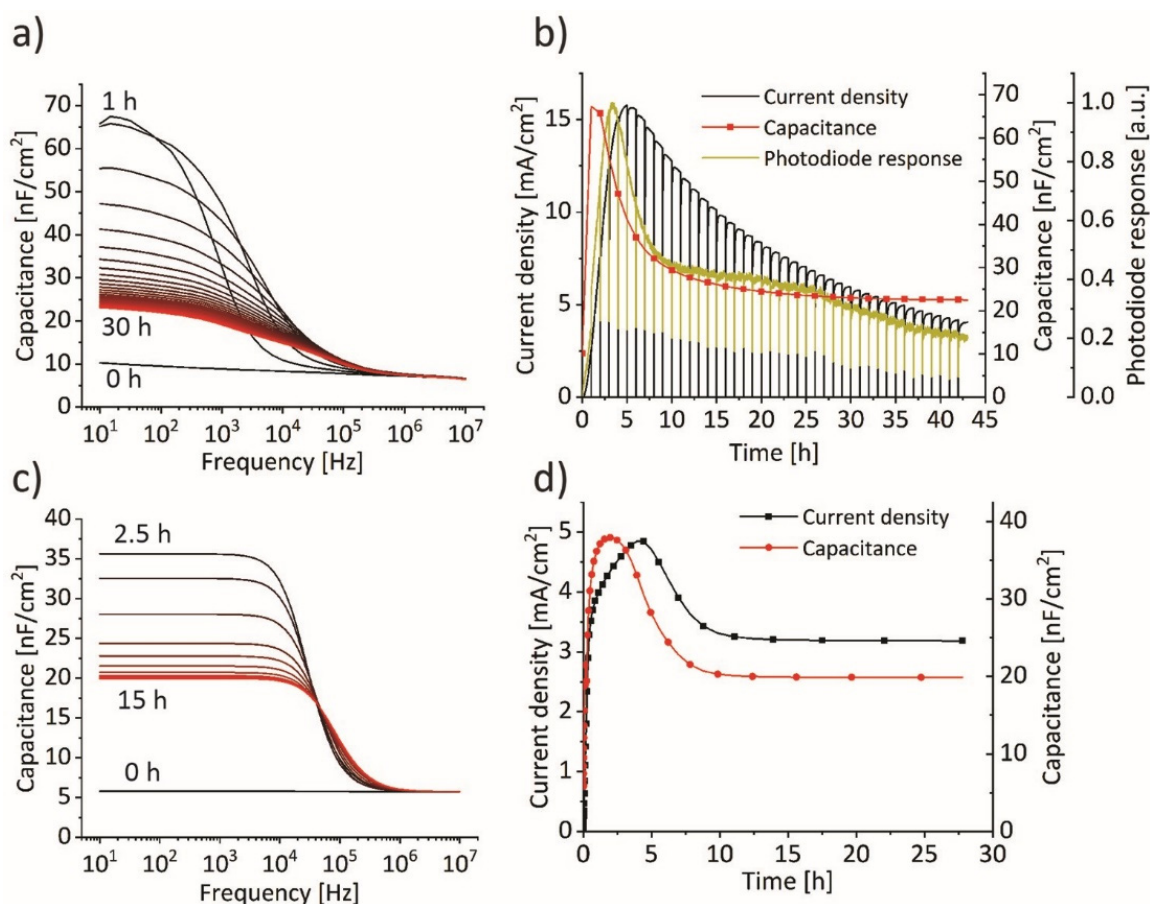 a)
1 h
30 h
0 h
Capacitance [nF/cm²]
70
60
50
40
30
20
10
0
10¹ 10² 10³ 10⁴ 10⁵ 10⁶ 10⁷
Frequency [Hz]
b)
Current density
Capacitance
Photodiode response
Current density [mA/cm²]
15
10
5
0
Capacitance [nF/cm²]
70
60
50
40
30
20
10
0
Photodiode response [a.u.]
1.0
0.8
0.6
0.4
0.2
0.0
0 5 10 15 20 25 30 35 40 45
Time [h]
c)
2.5 h
15 h
0 h
Capacitance [nF/cm²]
40
35
30
25
20
15
10
5
0
10¹ 10² 10³ 10⁴ 10⁵ 10⁶ 10⁷
Frequency [Hz]
d)
Current density
Capacitance
Current density [mA/cm²]
5
4
3
2
1
0
Capacitance [nF/cm²]
40
30
20
10
0
0 5 10 15 20 25 30
Time [h]